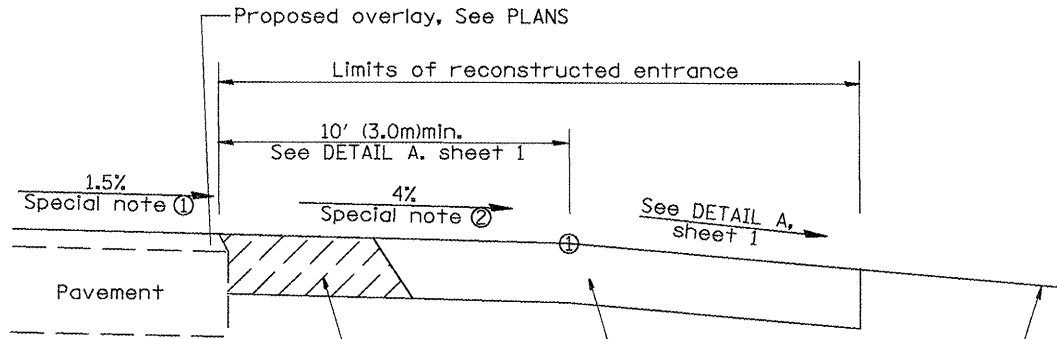 Proposed overlay, See PLANS
Limits of reconstructed entrance
10' (3.0m)min.
See DETAIL A. sheet 1
1.5%
Special note ①
4%
Special note ②
See DETAIL A,
sheet 1
①
Pavement